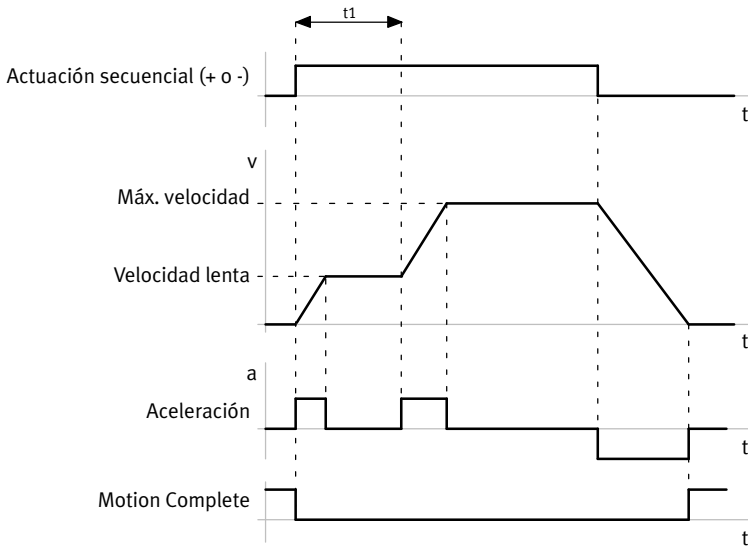 t1
Actuación secuencial (+ o -)
t
v
Máx. velocidad
Velocidad lenta
t
a
Aceleración
t
Motion Complete
t